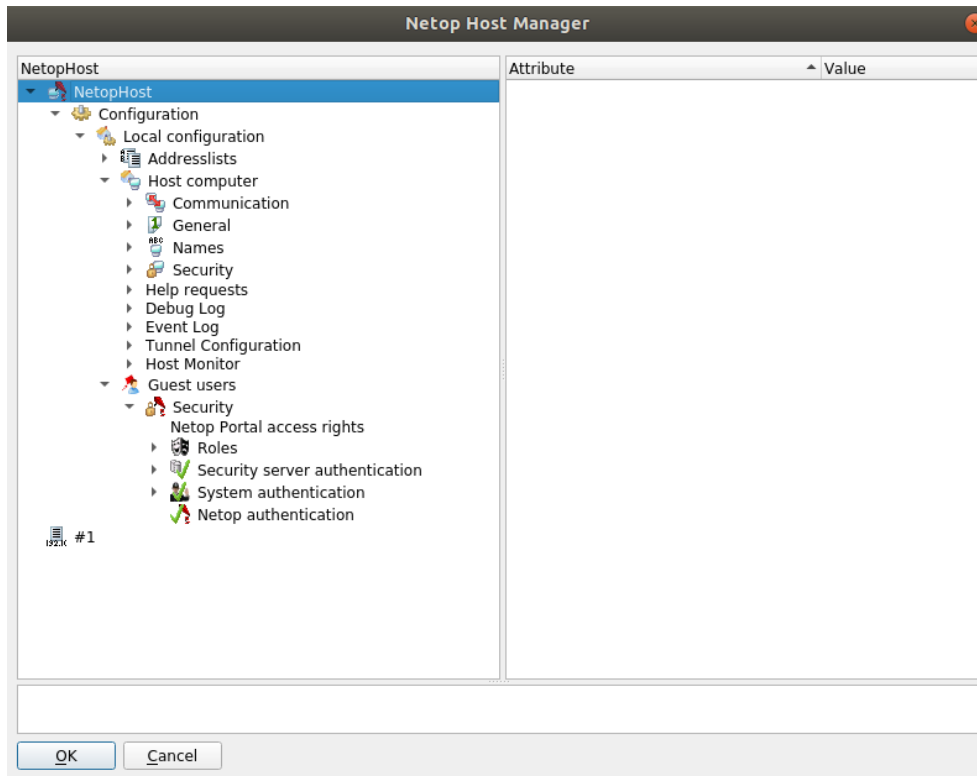 Netop Host Manager
NetopHost
Attribute
Value
NetopHost
Configuration
Local configuration
Addresslists
Host computer
Communication
General
ABC
Names
Security
Help requests
Debug Log
Event Log
Tunnel Configuration
Host Monitor
Guest users
Security
Netop Portal access rights
Roles
Security server authentication
System authentication
Netop authentication
#1
OK
Cancel